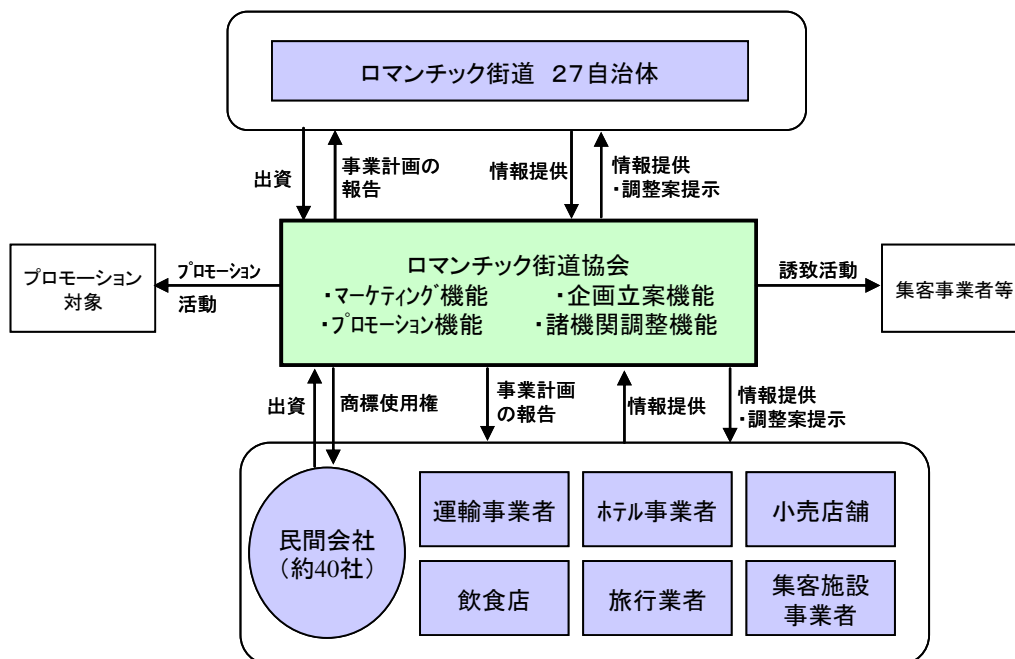 ロマンチック街道 27自治体
出資
事業計画の
報告
情報提供
情報提供
・調整案提示
プロモーション
対象
プロモーション
活動
ロマンチック街道協会
・マーケティング機能 ・企画立案機能
・プロモーション機能 ・諸機関調整機能
誘致活動
集客事業者等
出資
商標使用権
事業計画
の報告
情報提供
情報提供
・調整案提示
民間会社
(約40社)
運輸事業者
ホテル事業者
小売店舗
飲食店
旅行業者
集客施設
事業者